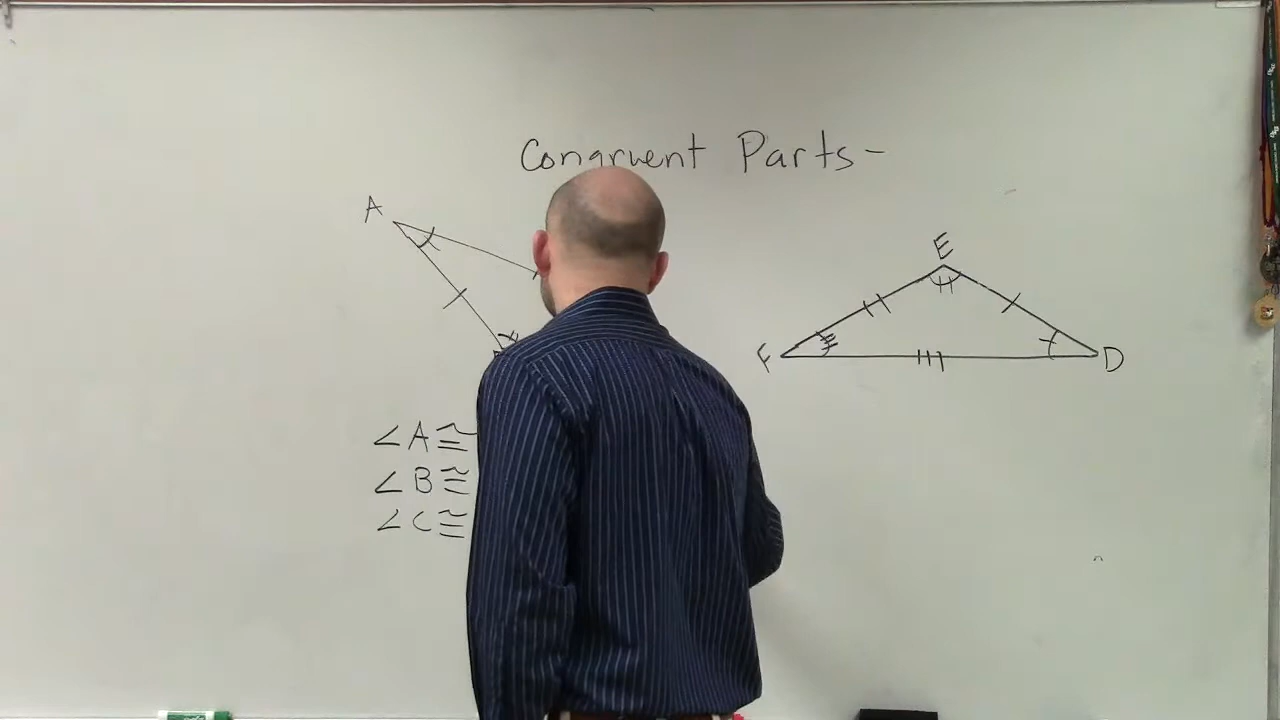 Congruent Parts-
A
E
F
D
∠A≅
∠B≅
∠C≅